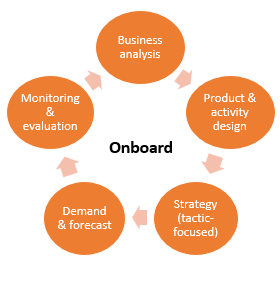 Business
analysis
Product &
activity
design
Strategy
(tactic-
focused)
Demand
& forecast
Monitoring
&
evaluation
Onboard